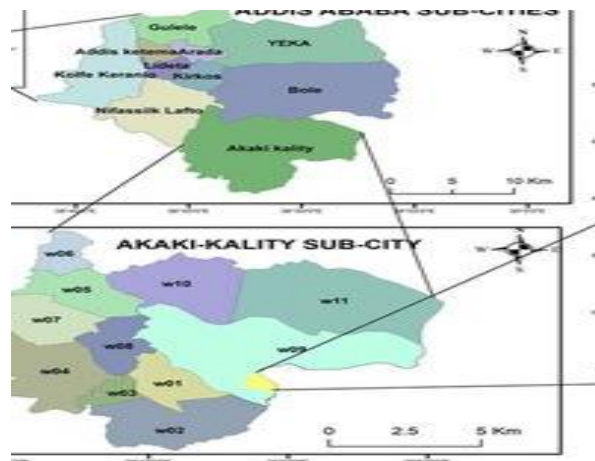 ADDIS ABABA SUB-CITIES
Gulele
Addis ketema Arada
YEKA
Lideta
Kolfe Keranio Kirkos
Bole
Nifassilk Lafto
Akaki kality
0 5 10 Km
AKAKI-KALITY SUB-CITY
W E
w06
w05
w10
w11
w07
w08
w09
w04
w01
w03
w02
0 2.5 5 Km